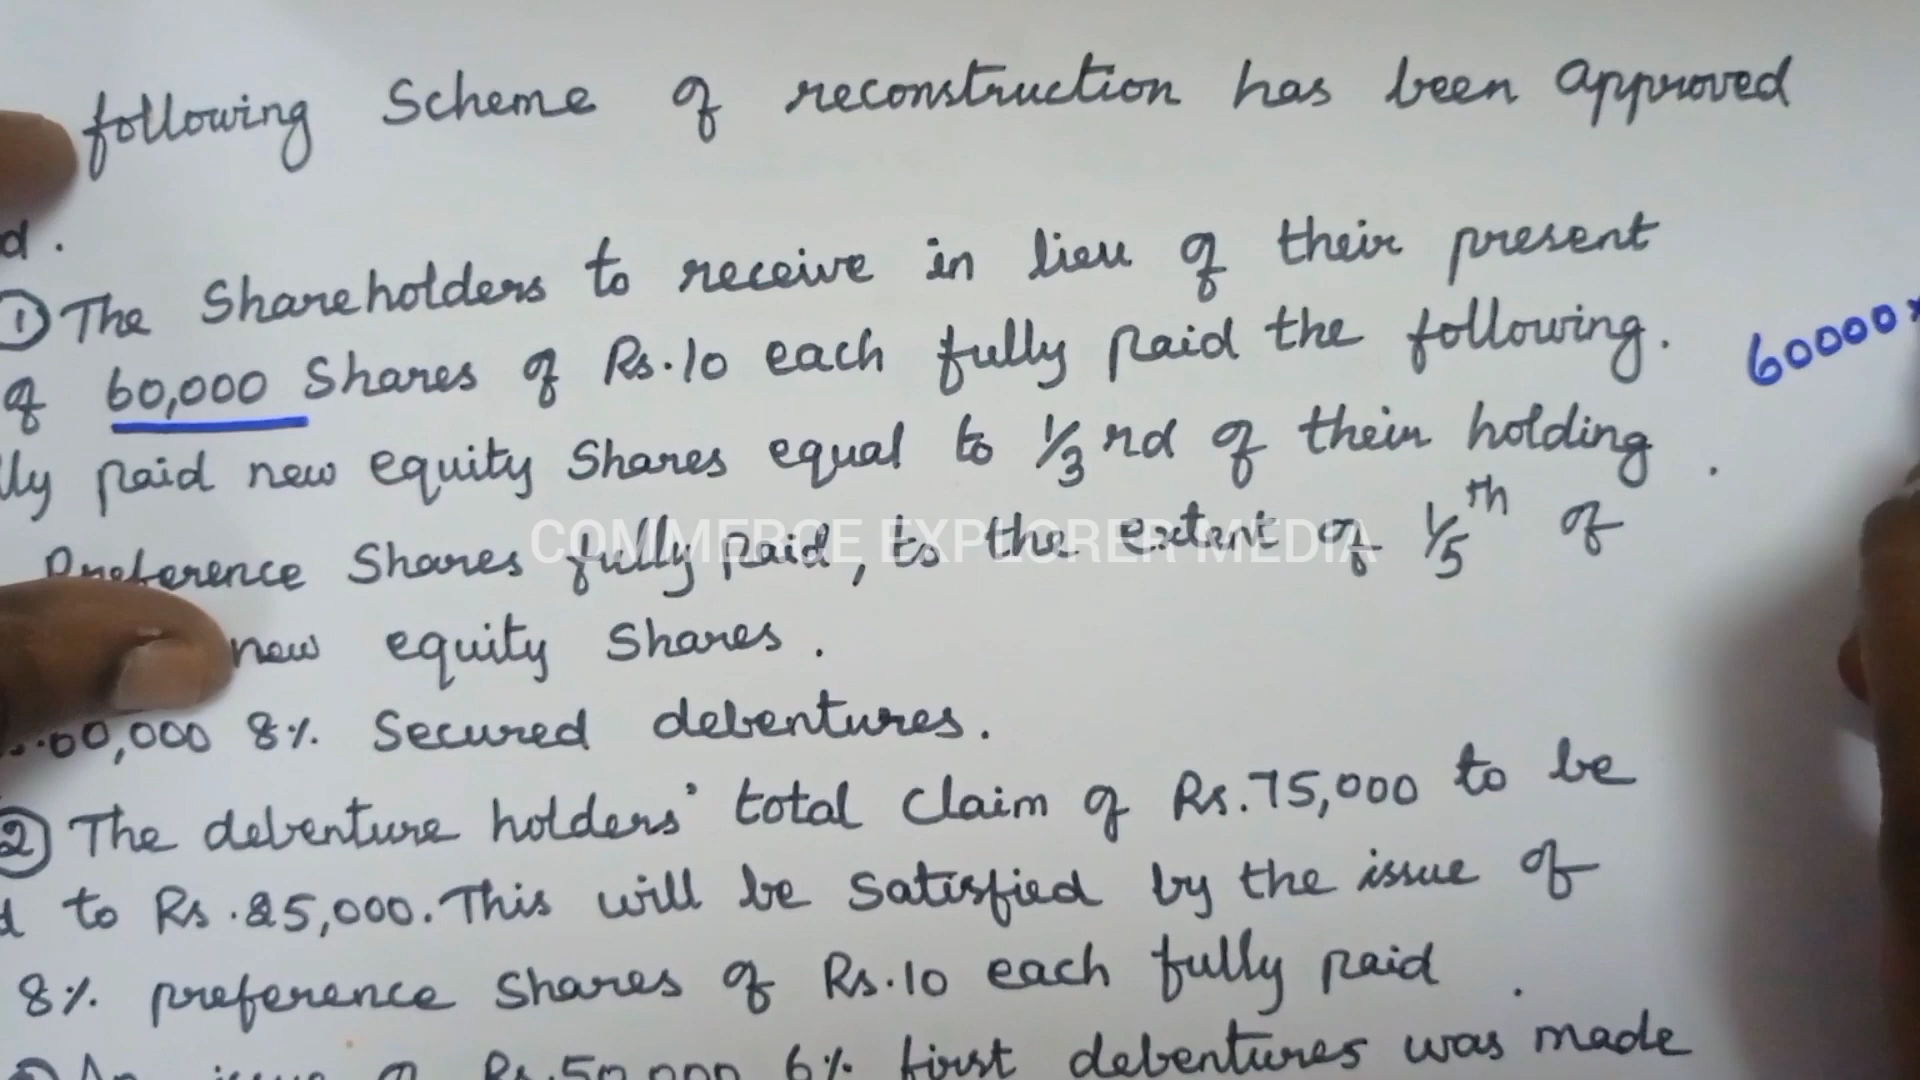 following Scheme of reconstruction has been approved
d.
① The Shareholders to receive in lieu of their present
of 60,000 Shares of Rs.10 each fully paid the following. 60000×
lly paid new equity Shares equal to 1/3 rd of their holding.
Preference Shares fully paid, to the extent of 1/5th of
COMMERCE EXPLORER MEDIA
new equity Shares.
60,000 8% Secured debentures.
② The debenture holders' total Claim of Rs.75,000 to be
d to Rs.25,000. This will be satisfied by the issue of
8% preference shares of Rs.10 each fully paid.
Rs.50,000 6% first debentures was made